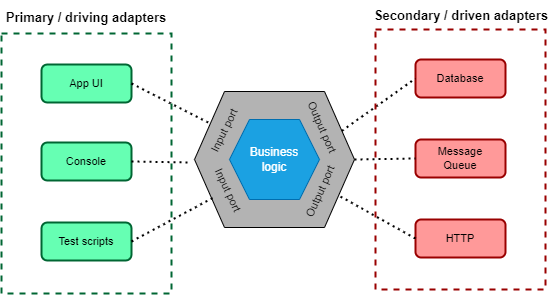 Primary / driving adapters
Secondary / driven adapters
App UI
Console
Test scripts
Input port
Input port
Business
logic
Output port
Output port
Database
Message
Queue
HTTP